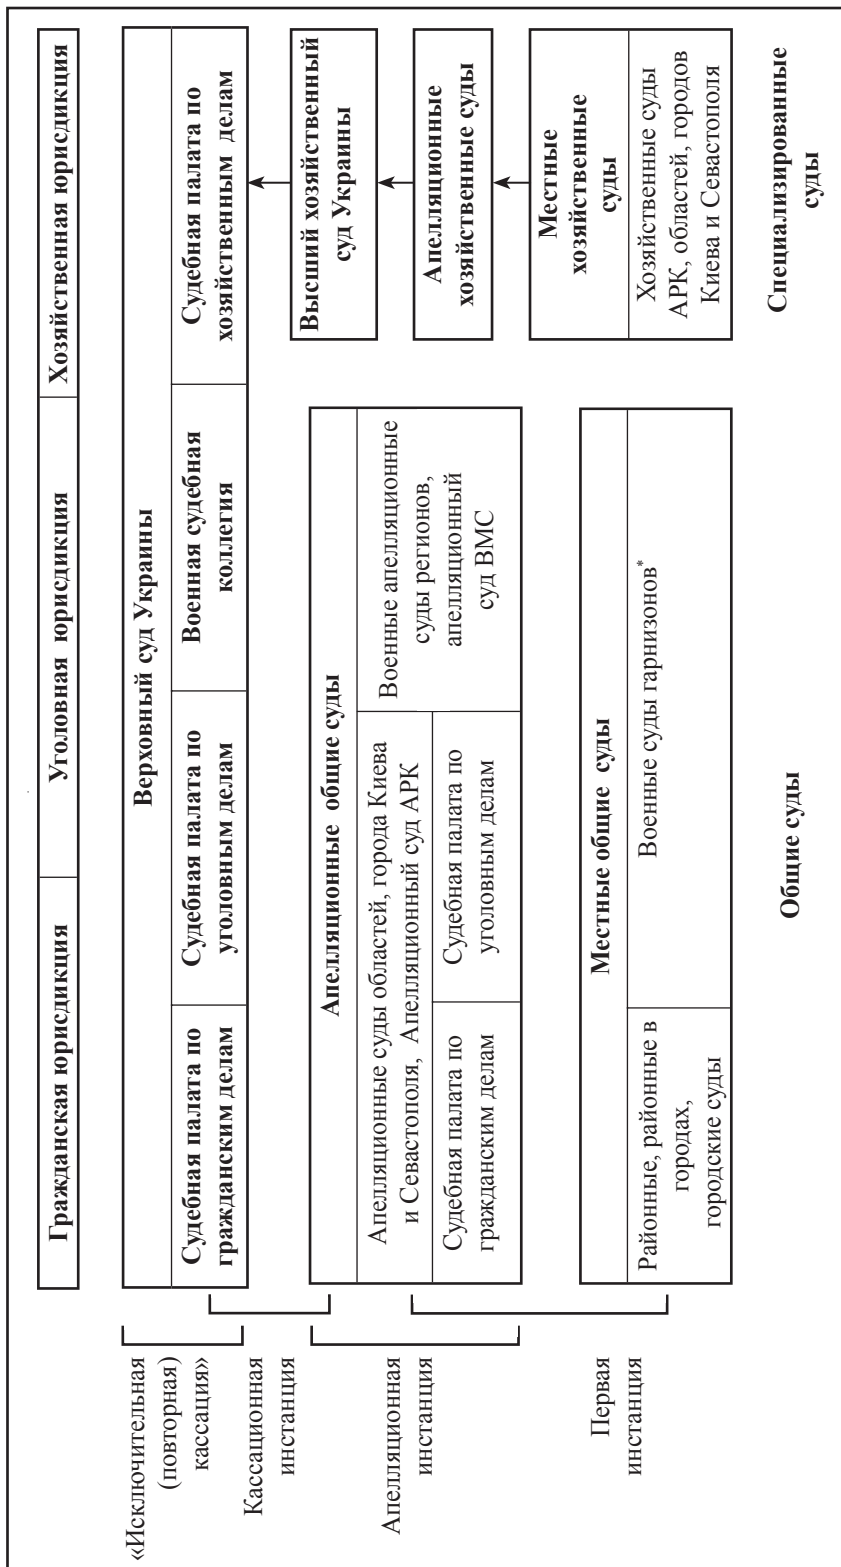 Гражданская юрисдикция
Уголовная юрисдикция
Хозяйственная юрисдикция
«Исключительная
(повторная)
кассация»
Верховный суд Украины
Судебная палата по
гражданским делам
Судебная палата по
уголовным делам
Военная судебная
коллегия
Судебная палата по
хозяйственным делам
Кассационная
инстанция
Высший хозяйственный
суд Украины
Апелляционная
инстанция
Апелляционные общие суды
Апелляционные суды областей, города Киева
и Севастополя, Апелляционный суд АРК
Судебная палата по
гражданским делам
Судебная палата по
уголовным делам
Военные апелляционные
суды регионов,
апелляционный
суд ВМС
Апелляционные
хозяйственные суды
Первая
инстанция
Местные общие суды
Районные, районные в
городах,
городские суды
Военные суды гарнизонов*
Местные
хозяйственные
суды
Хозяйственные суды
АРК, областей, городов
Киева и Севастополя
Общие суды
Специализированные
суды